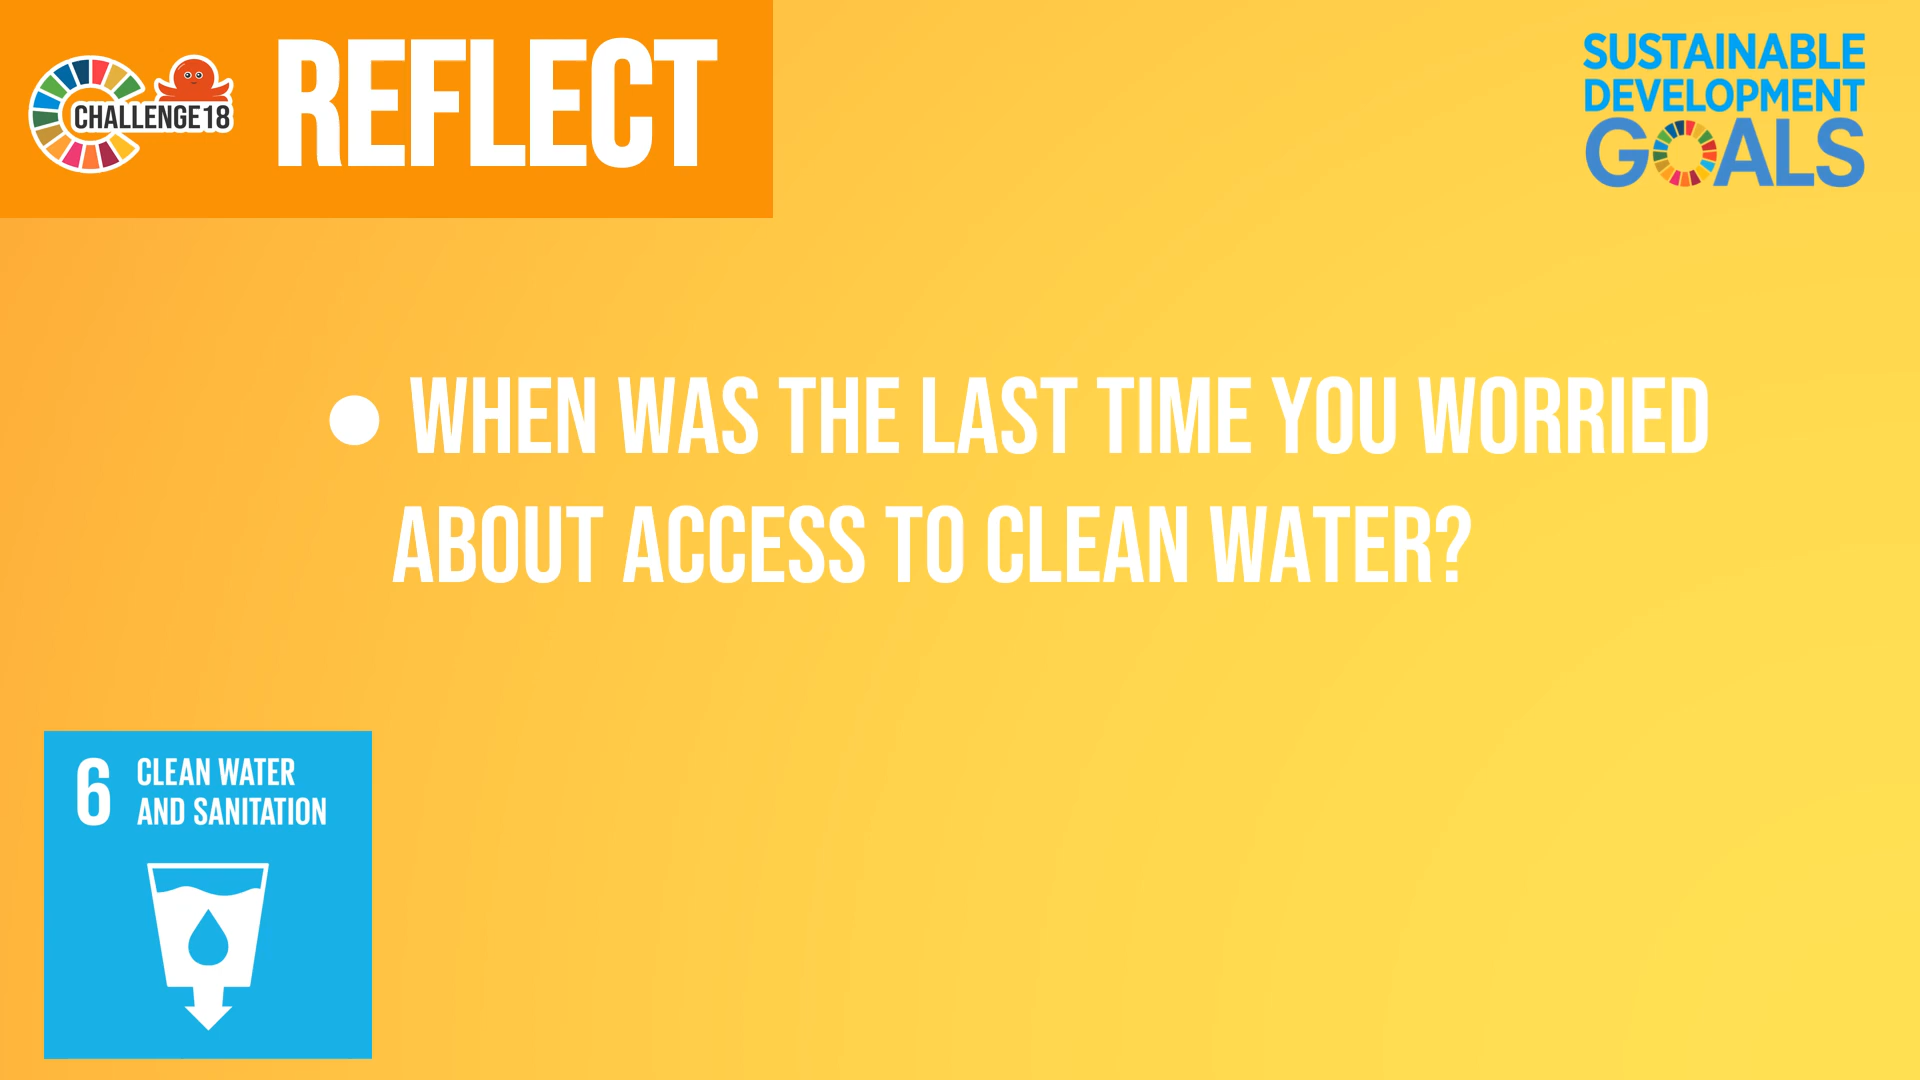 CHALLENGE18
REFLECT
SUSTAINABLE
DEVELOPMENT
GOALS
● WHEN WAS THE LAST TIME YOU WORRIED
ABOUT ACCESS TO CLEAN WATER?
6 CLEAN WATER
AND SANITATION